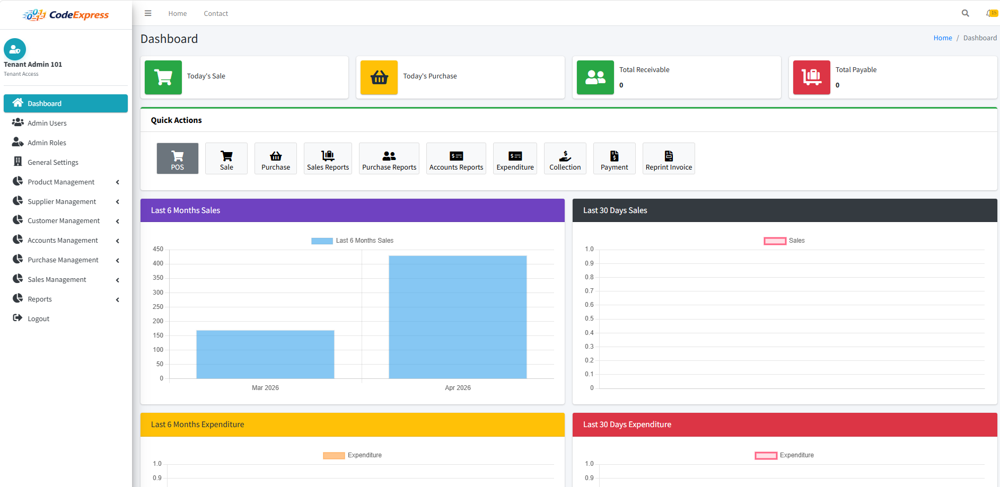 CodeExpress
Home
Contact
15
Tenant Admin 101
Tenant Access
Dashboard
Admin Users
Admin Roles
General Settings
Product Management
Supplier Management
Customer Management
Accounts Management
Purchase Management
Sales Management
Reports
Logout
Dashboard
Home / Dashboard
Today's Sale
Today's Purchase
Total Receivable
0
Total Payable
0
Quick Actions
POS
Sale
Purchase
Sales Reports
Purchase Reports
Accounts Reports
Expenditure
Collection
Payment
Reprint Invoice
Last 6 Months Sales
Last 6 Months Sales
450
400
350
300
250
200
150
100
50
0
Mar 2026
Apr 2026
Last 30 Days Sales
Sales
1.0
0.9
0.8
0.7
0.6
0.5
0.4
0.3
0.2
0.1
0
Last 6 Months Expenditure
Expenditure
1.0
0.9
Last 30 Days Expenditure
Expenditure
1.0
0.9